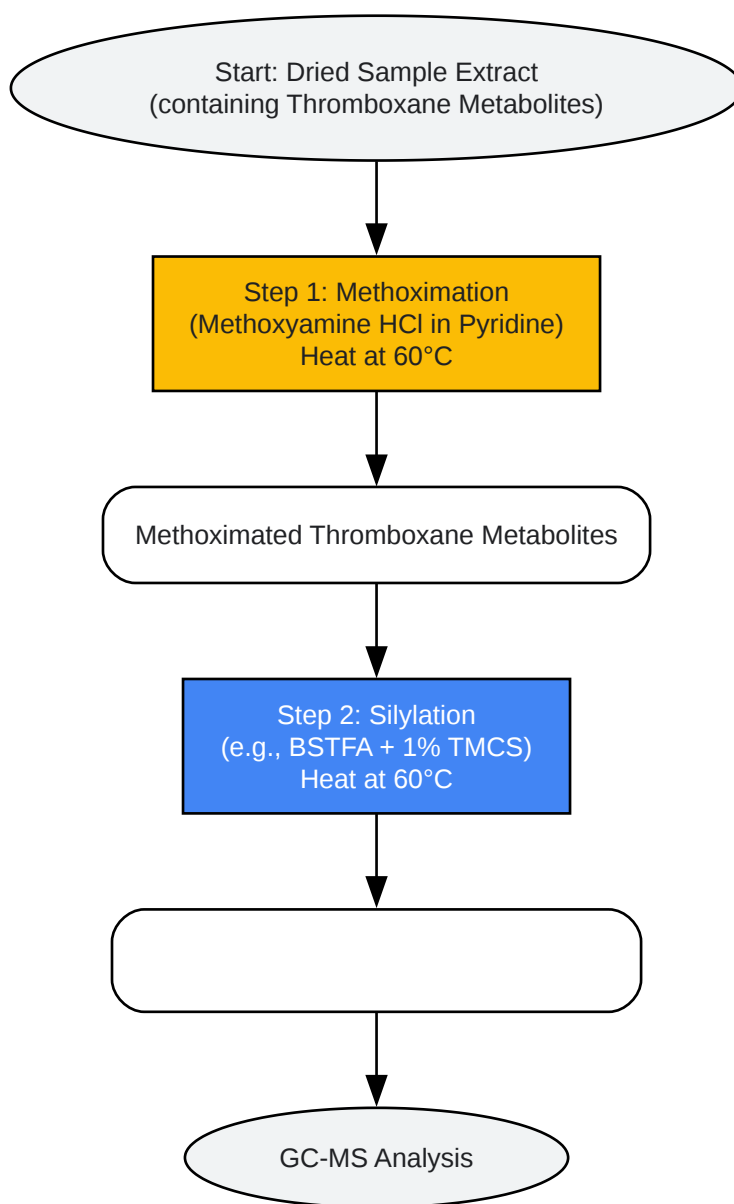 Start: Dried Sample Extract
(containing Thromboxane Metabolites)
Step 1: Methoximation
(Methoxyamine HCl in Pyridine)
Heat at 60°C
Methoximated Thromboxane Metabolites
Step 2: Silylation
(e.g., BSTFA + 1% TMCS)
Heat at 60°C
GC-MS Analysis